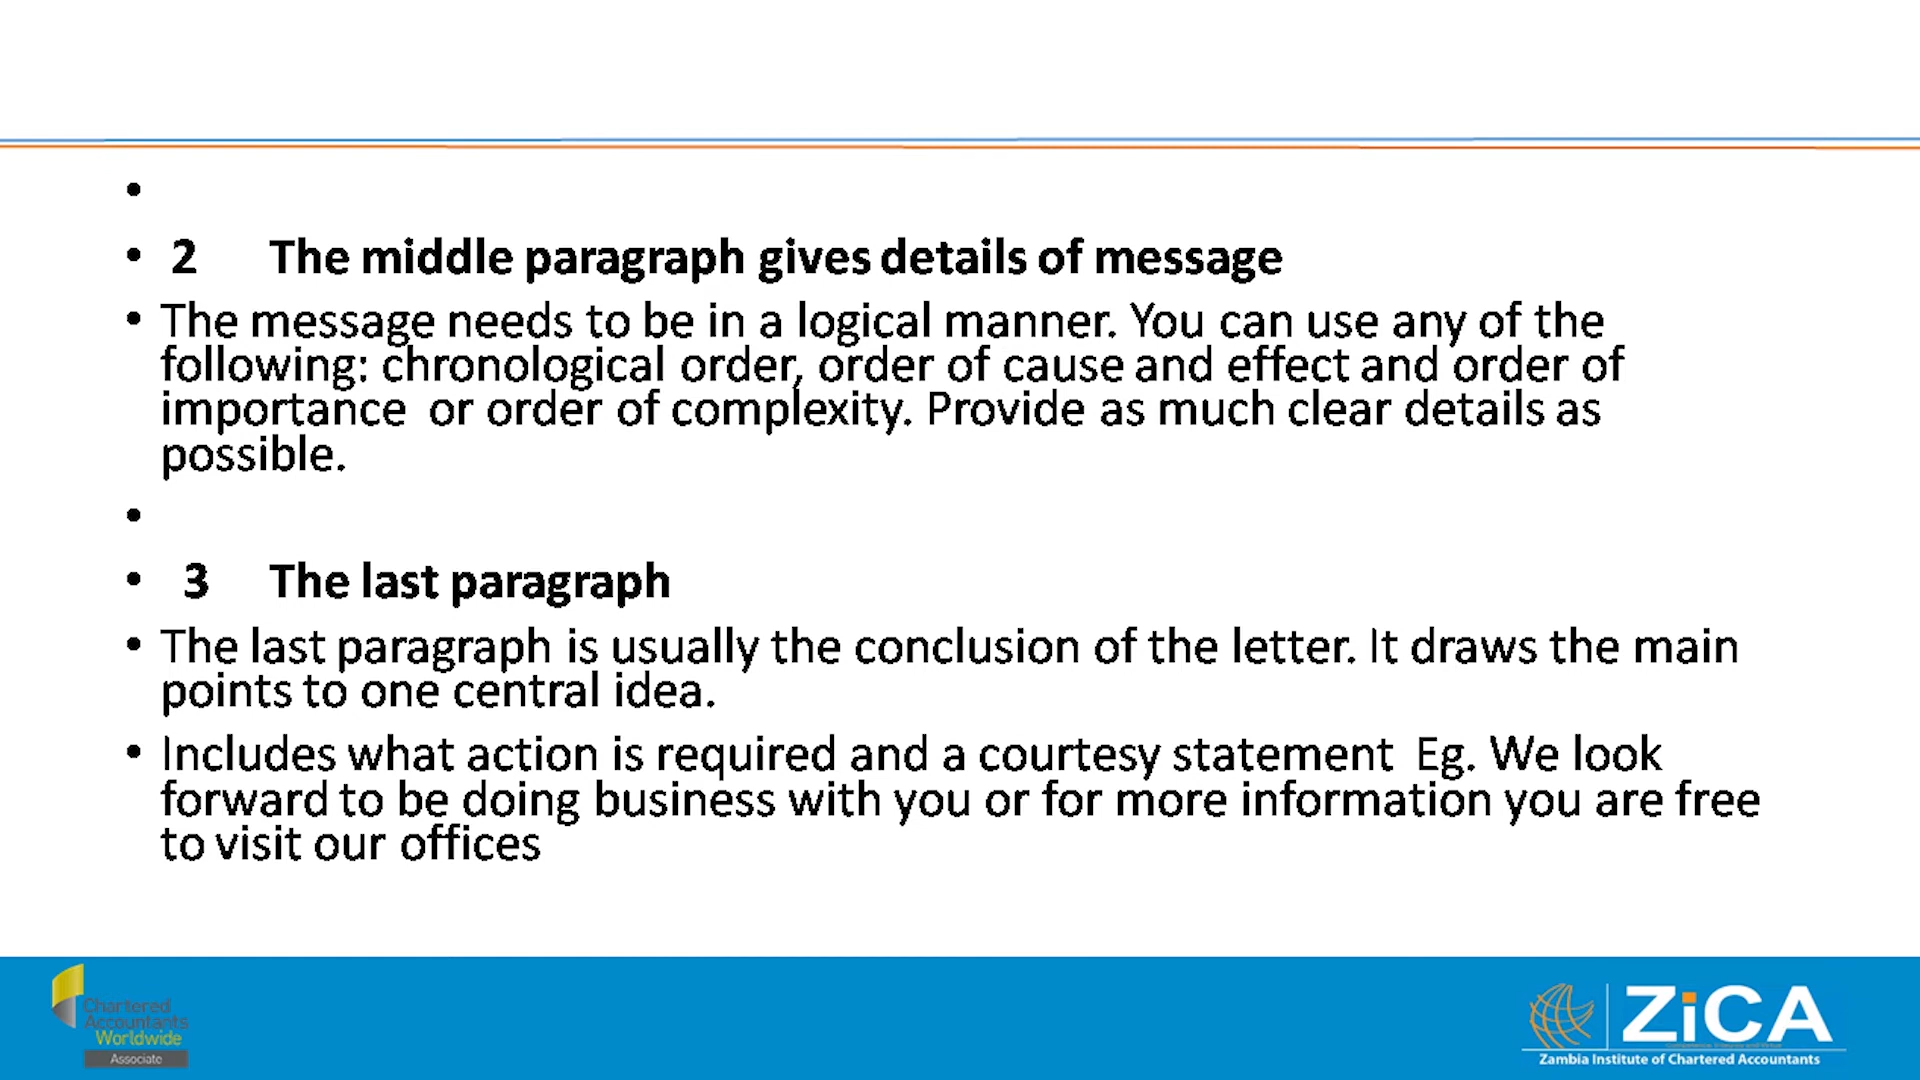 •
• 2 The middle paragraph gives details of message
• The message needs to be in a logical manner. You can use any of the
following: chronological order, order of cause and effect and order of
importance or order of complexity. Provide as much clear details as
possible.
•
• 3 The last paragraph
• The last paragraph is usually the conclusion of the letter. It draws the main
points to one central idea.
• Includes what action is required and a courtesy statement Eg. We look
forward to be doing business with you or for more information you are free
to visit our offices
Chartered
Accountants
Worldwide
Associate
ZiCA
Zambia Institute of Chartered Accountants